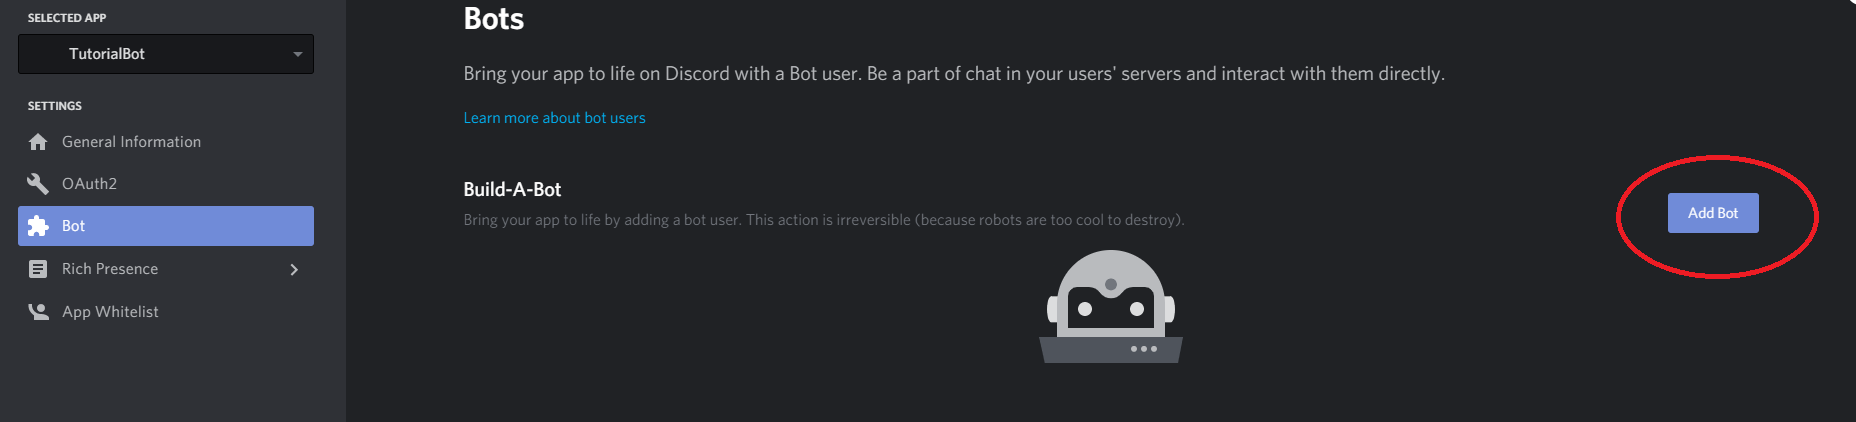 SELECTED APP
TutorialBot
SETTINGS
General Information
OAuth2
Bot
Rich Presence
App Whitelist
Bots
Bring your app to life on Discord with a Bot user. Be a part of chat in your users' servers and interact with them directly.
Learn more about bot users
Build-A-Bot
Bring your app to life by adding a bot user. This action is irreversible (because robots are too cool to destroy).
Add Bot